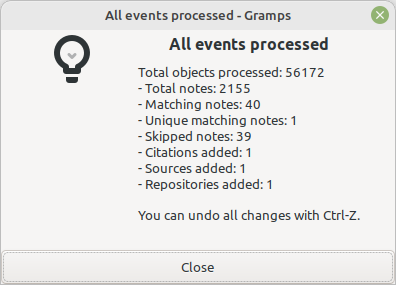 All events processed - Gramps
All events processed
Total objects processed: 56172
- Total notes: 2155
- Matching notes: 40
- Unique matching notes: 1
- Skipped notes: 39
- Citations added: 1
- Sources added: 1
- Repositories added: 1
You can undo all changes with Ctrl-Z.
Close